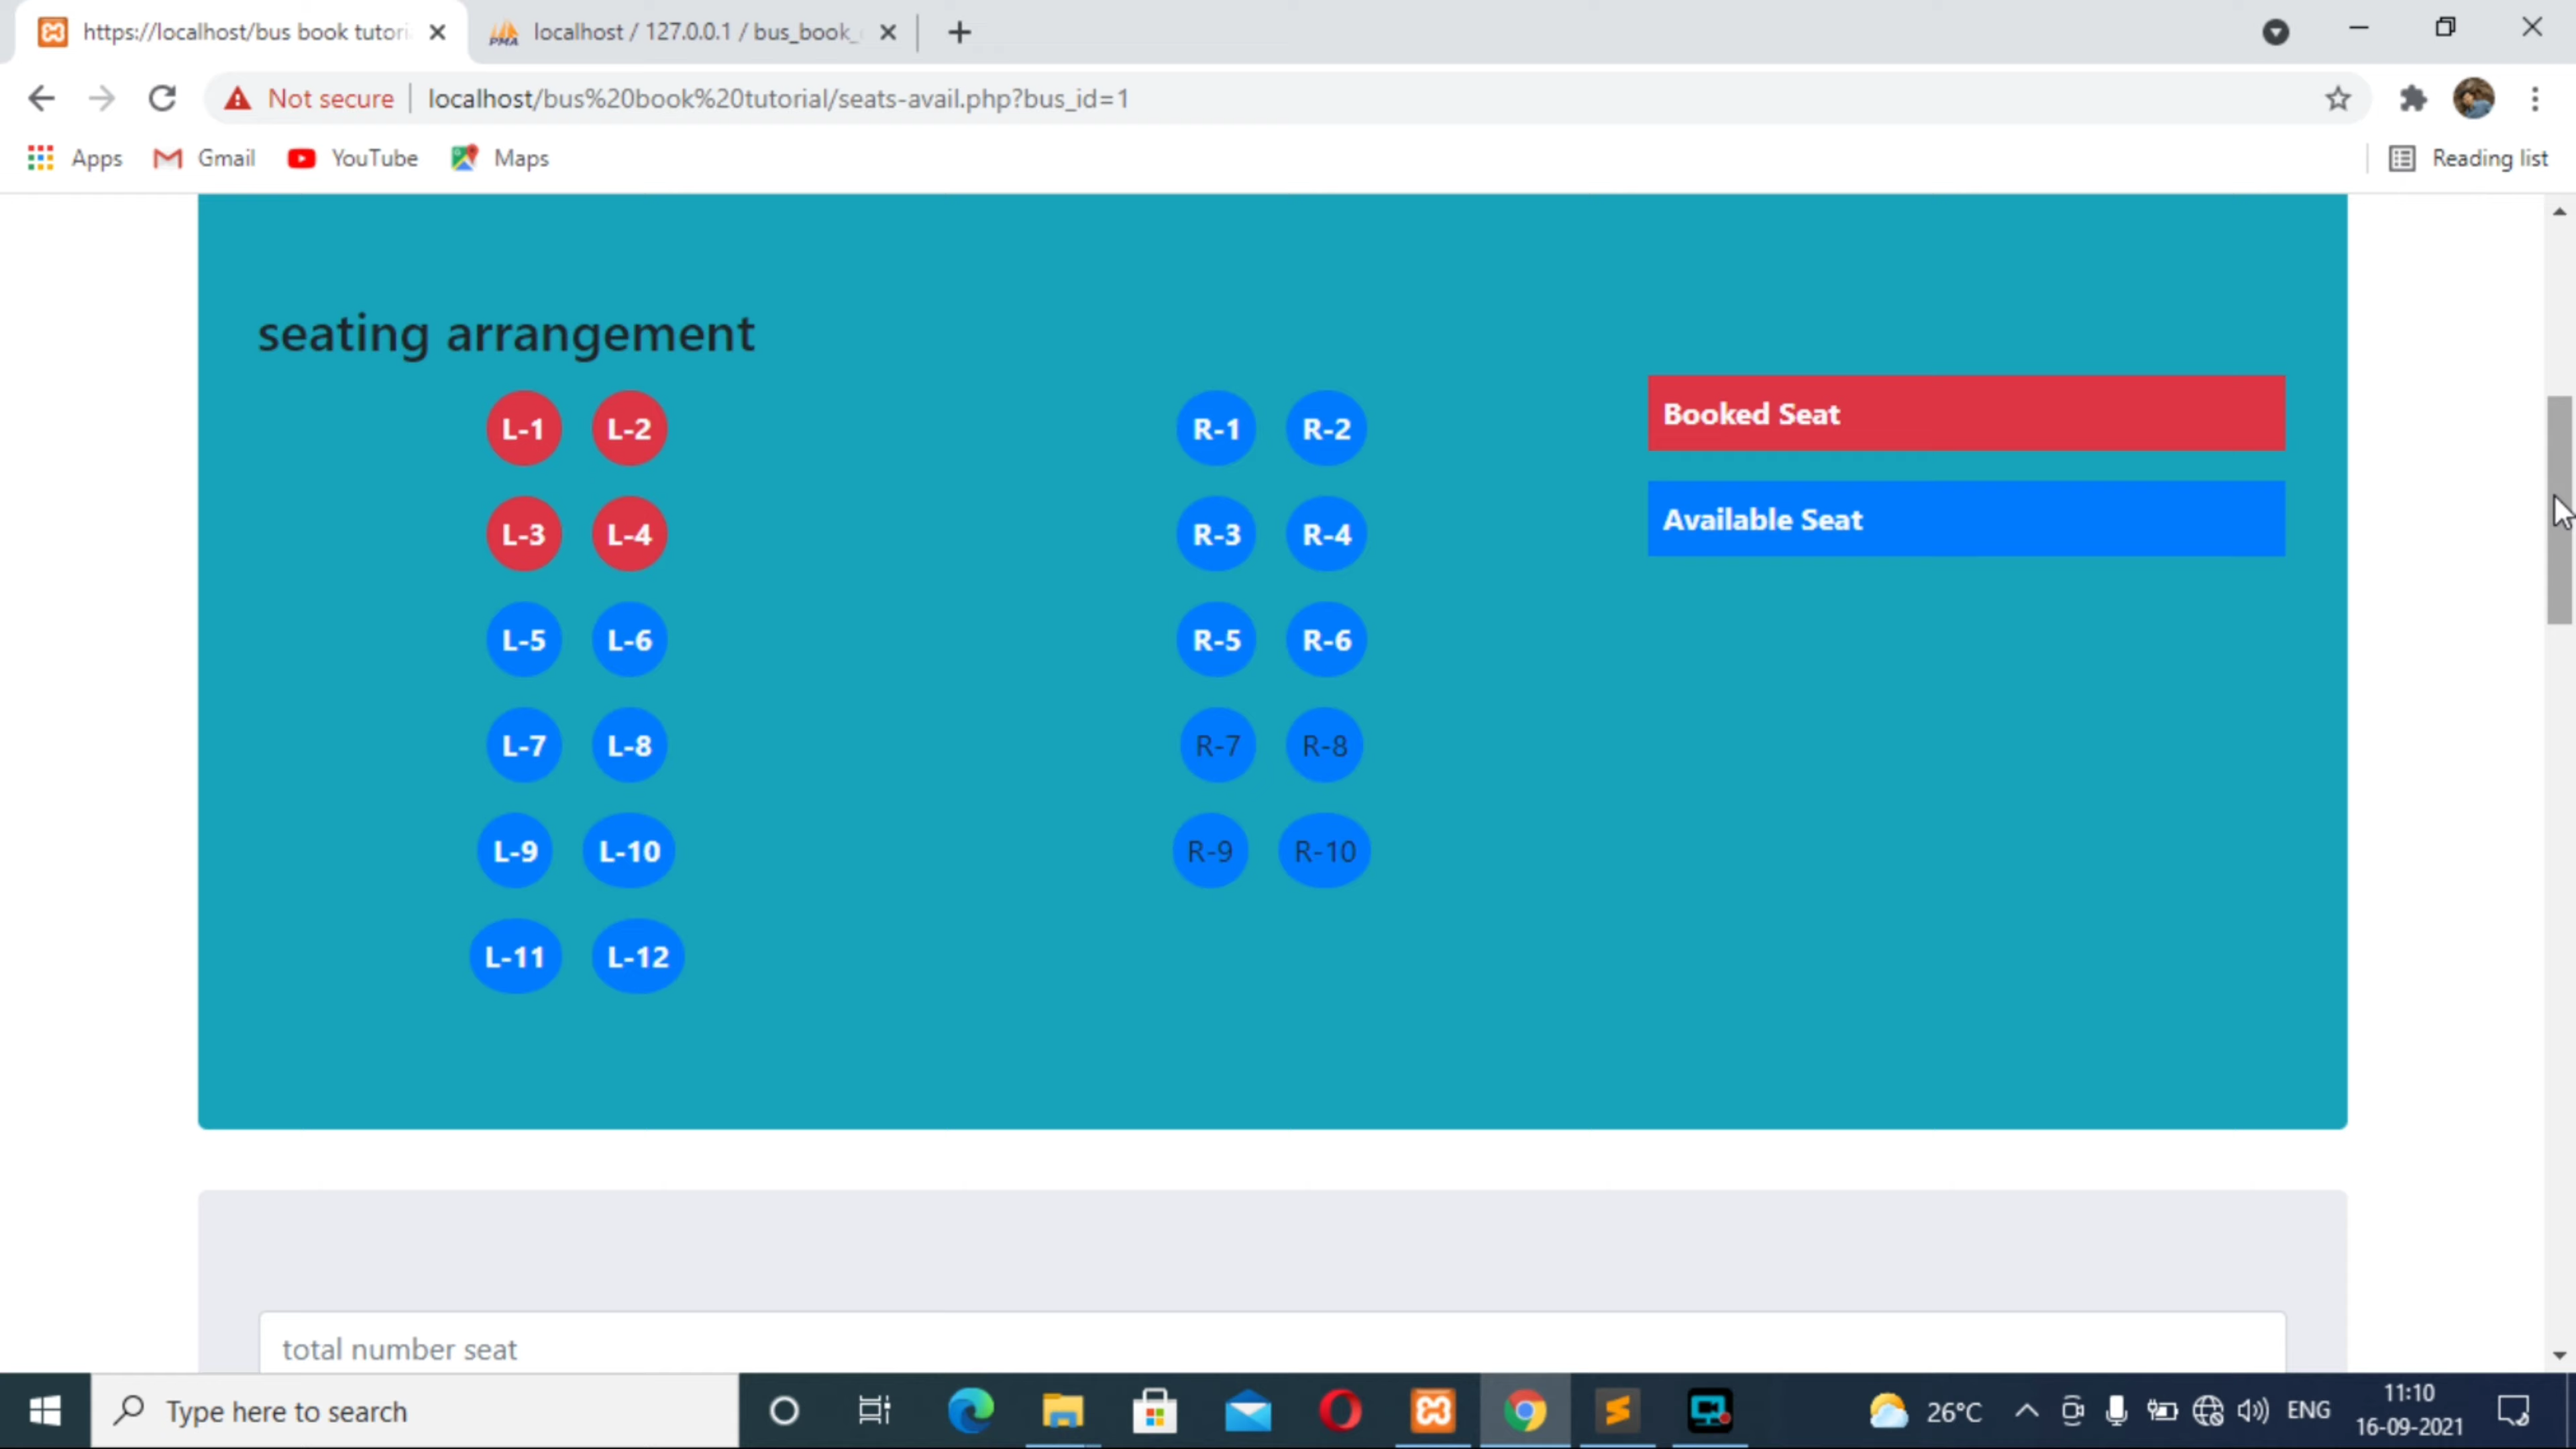 https://localhost/bus book tutori
localhost / 127.0.0.1 / bus_book_
Not secure
localhost/bus%20book%20tutorial/seats-avail.php?bus_id=1
Apps
Gmail
YouTube
Maps
Reading list
seating arrangement
L-1 L-2 R-1 R-2
Booked Seat
L-3 L-4 R-3 R-4
Available Seat
L-5 L-6 R-5 R-6
L-7 L-8 R-7 R-8
L-9 L-10 R-9 R-10
L-11 L-12
total number seat
Type here to search
26°C
ENG
11:10
16-09-2021